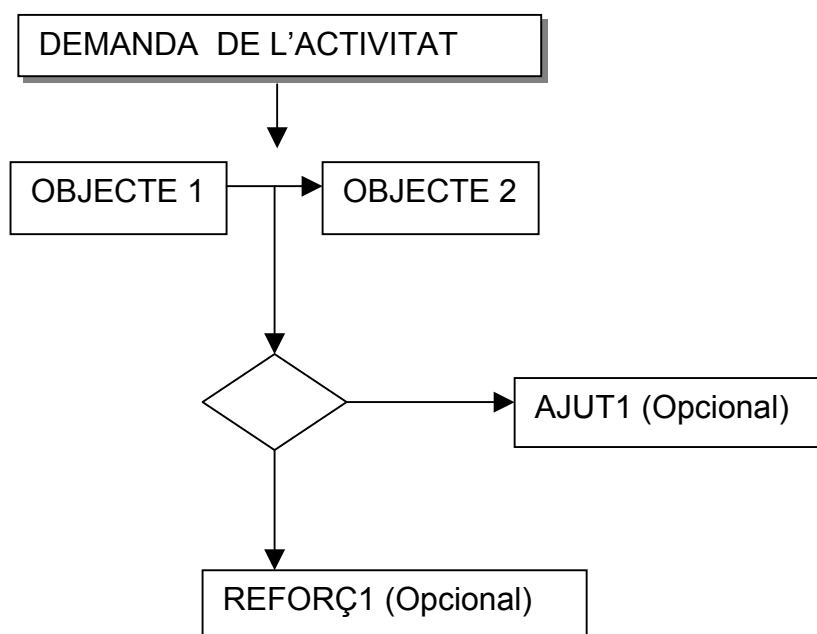 DEMANDA DE L’ACTIVITAT
OBJECTE 1
OBJECTE 2
AJUT1 (Opcional)
REFORÇ1 (Opcional)